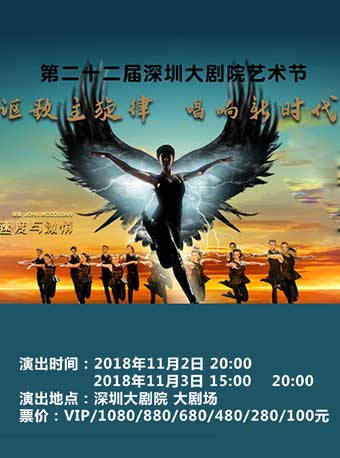 第二十二届深圳大剧院艺术节
讴歌主旋律 唱响新时代
导演 JOHN MCCOLGAN
速度与激情
演出时间：2018年11月2日 20:00
2018年11月3日 15:00 20:00
演出地点：深圳大剧院 大剧场
票价：VIP/1080/880/680/480/280/100元